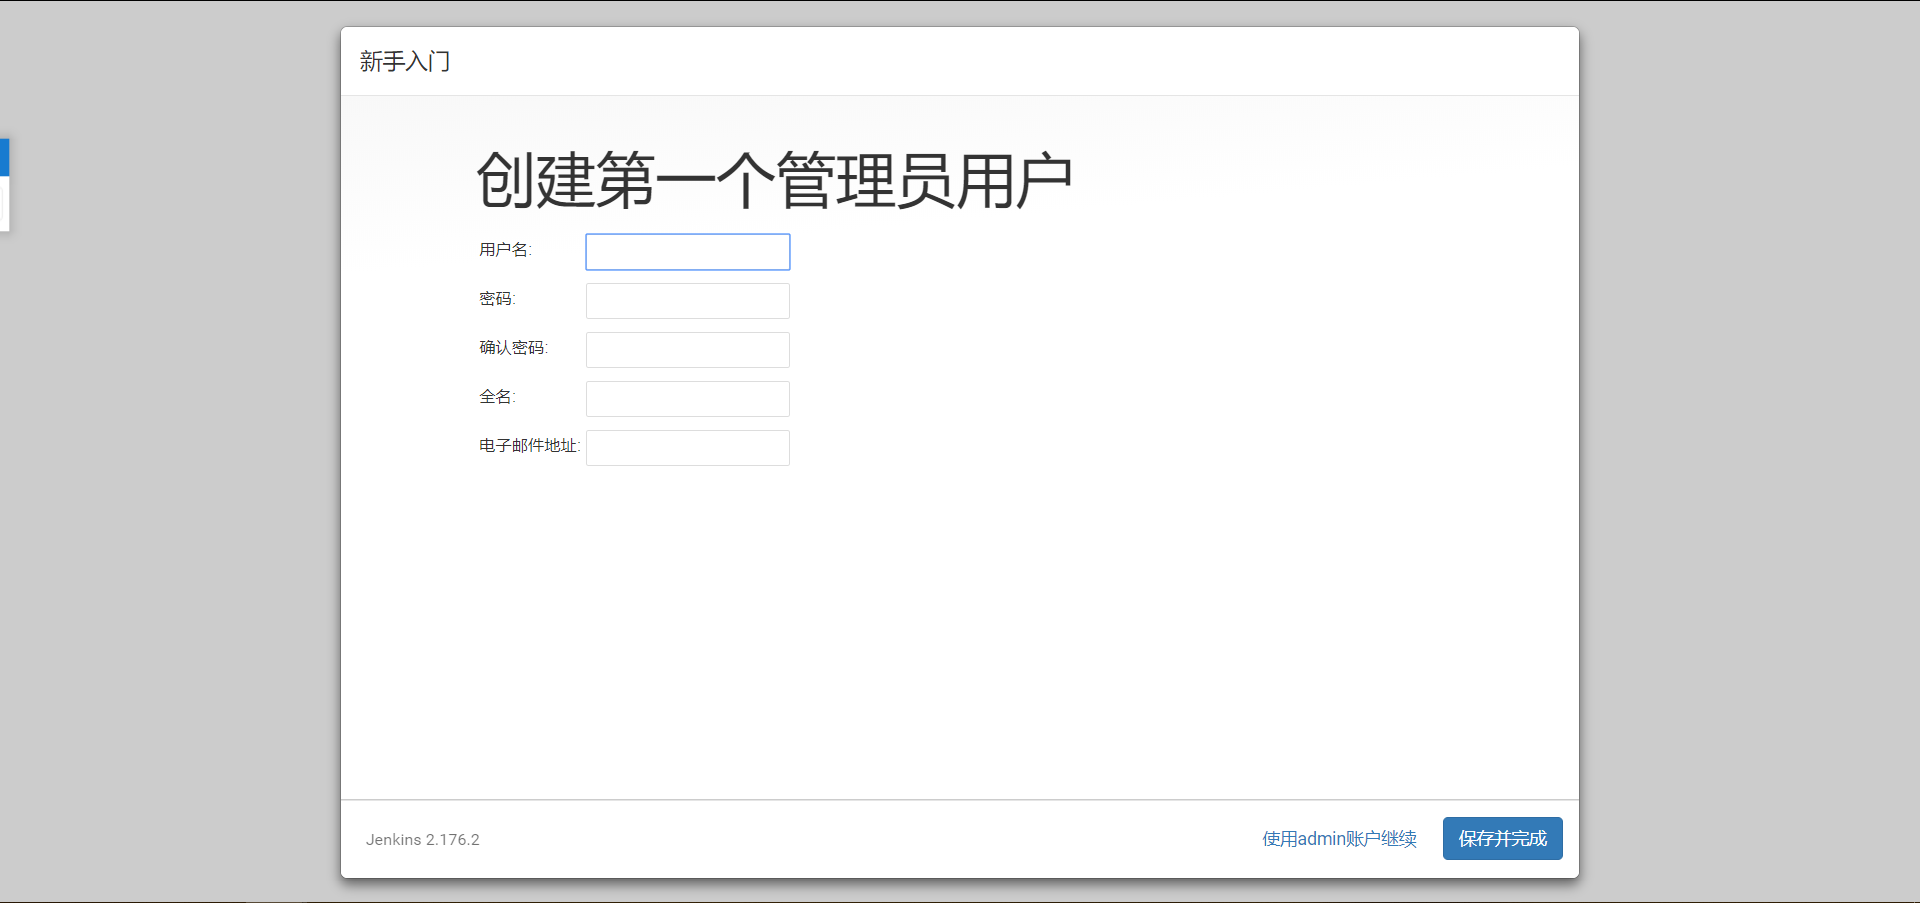 新手入门
创建第一个管理员用户
用户名:
密码:
确认密码:
全名:
电子邮件地址:
Jenkins 2.176.2
使用admin账户继续
保存并完成